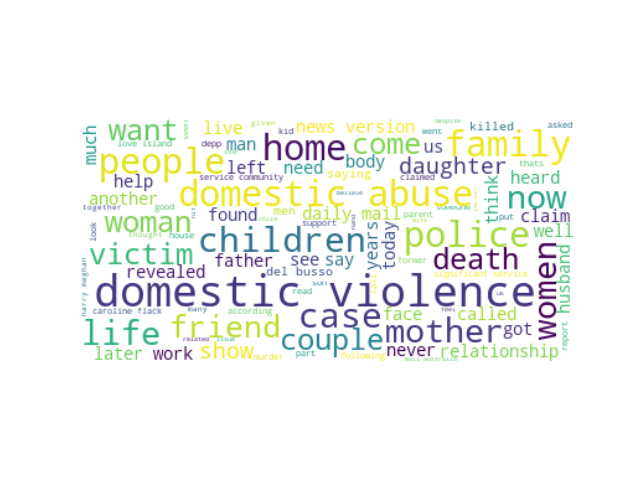 much
want
live
given
news version
despite
went
killed
asked
love island
depp
man
kid
home
come
us
family
people
left
need
body
saying
daughter
thats
heard
help
service community
claimed
think
domestic abuse
another
believe
now
together
good
men
daily mail
parent
put
claim
woman
found
support
look
thought
house
children
years
today
police
husband
victim
father
see
say
former
death
women
revealed
del busso
significant service
harry meghan
read
domestic violence
caroline flack
marry
according
case
face
feel
called
life
friend
couple
mother
got
report
related
issue
later
work
show
murder
part
following
never
relationship
mail australia